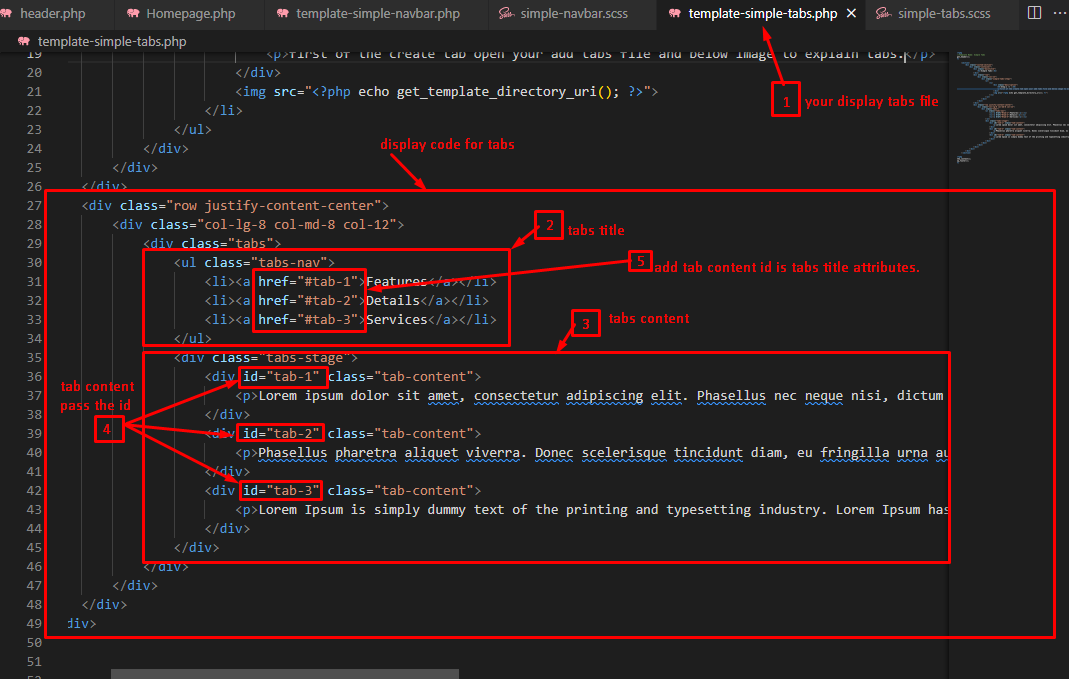 header.php Homepage.php template-simple-navbar.php simple-navbar.scss template-simple-tabs.php simple-tabs.scss
template-simple-tabs.php
19 <p>first of the create tab open your add tabs file and below image to explain tabs.</p>
20 </div>
21 <img src="<?php echo get_template_directory_uri(); ?>">
1 your display tabs file
22 </li>
23 </ul>
24 </div>
display code for tabs
25 </div>
26 </div>
27 <div class="row justify-content-center">
28 <div class="col-lg-8 col-md-8 col-12">
2 tabs title
29 <div class="tabs">
30 <ul class="tabs-nav">
5 add tab content id is tabs title attributes.
31 <li><a href="#tab-1">Features</a></li>
32 <li><a href="#tab-2">Details</a></li>
33 <li><a href="#tab-3">Services</a></li>
3 tabs content
34 </ul>
35 <div class="tabs-stage">
36 <div id="tab-1" class="tab-content">
tab content
pass the id
4
37 <p>Lorem ipsum dolor sit amet, consectetur adipiscing elit. Phasellus nec neque nisi, dictum
38 </div>
39 <div id="tab-2" class="tab-content">
40 <p>Phasellus pharetra aliquet viverra. Donec scelerisque tincidunt diam, eu fringilla urna au
41 </div>
42 <div id="tab-3" class="tab-content">
43 <p>Lorem Ipsum is simply dummy text of the printing and typesetting industry. Lorem Ipsum has
44 </div>
45 </div>
46 </div>
47 </div>
48 </div>
49 div>
50
51